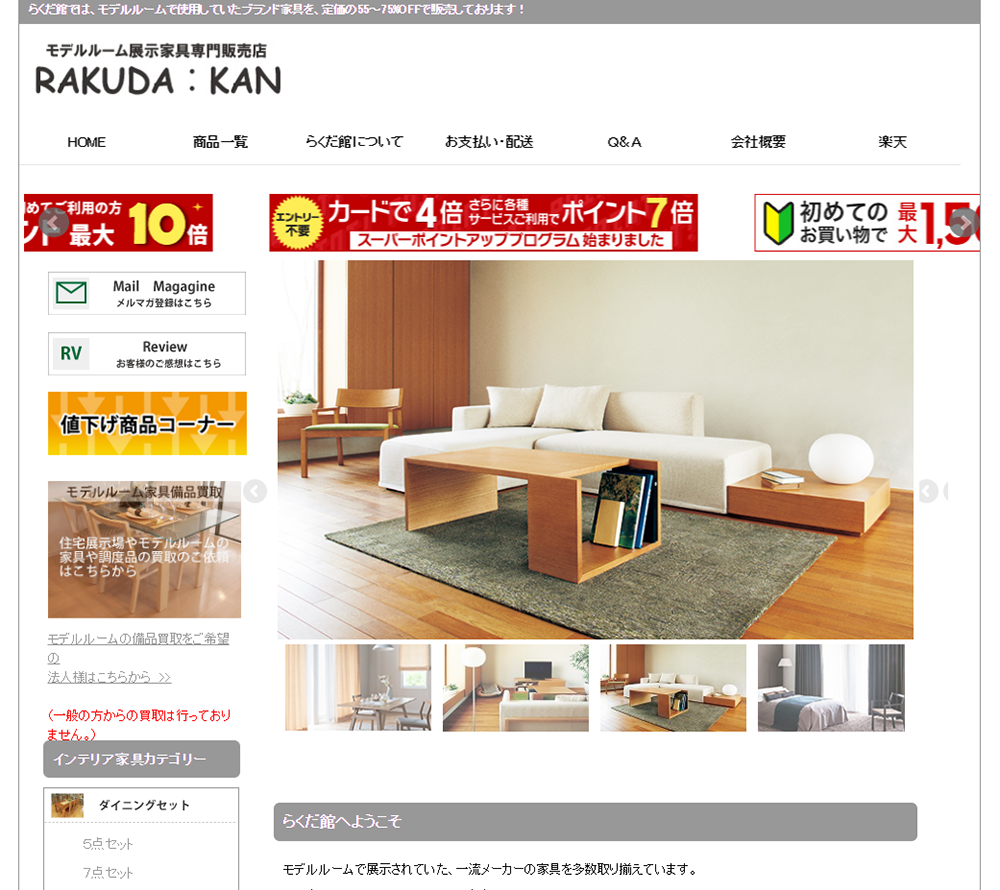 らくだ館では、モデルルームで使用していたブランド家具を、定価の55～75%OFFで販売しております！
モデルルーム展示家具専門販売店
RAKUDA：KAN
HOME 商品一覧 らくだ館について お支払い・配送 Q&A 会社概要 楽天
めてご利用の方
ント 最大 10倍
エントリー
不要
カードで4倍 さらに各種
サービスご利用で ポイント7倍
スーパーポイントアッププログラム 始まりました
初めての
お買い物で
最大
Mail Magagine
メルマガ登録はこちら
RV
Review
お客様のご感想はこちら
値下げ商品コーナー
モデルルーム家具備品買取
住宅展示場やモデルルームの
家具や調度品の買取のご依頼
はこちらから
モデルルームの備品買取をご希望
の
法人様はこちらから >>
(一般の方からの買取は行っており
ません。)
インテリア家具カテゴリー
ダイニングセット
5点セット
7点セット
らくだ館へようこそ
モデルルームで展示されていた、一流メーカーの家具を多数取り揃えています。